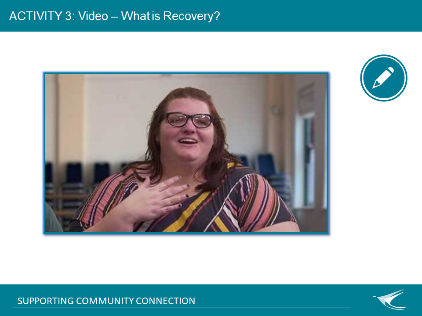 ACTIVITY 3: Video – What is Recovery?
SUPPORTING COMMUNITY CONNECTION